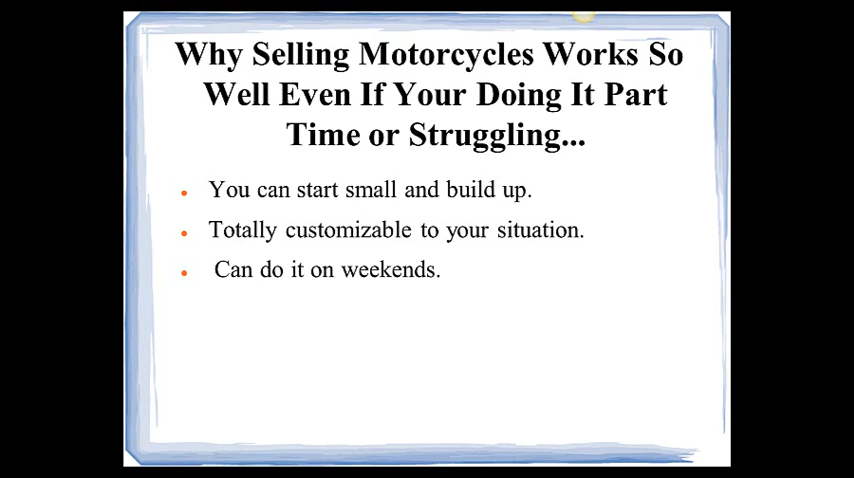 Why Selling Motorcycles Works So
Well Even If Your Doing It Part
Time or Struggling...
You can start small and build up.
Totally customizable to your situation.
Can do it on weekends.